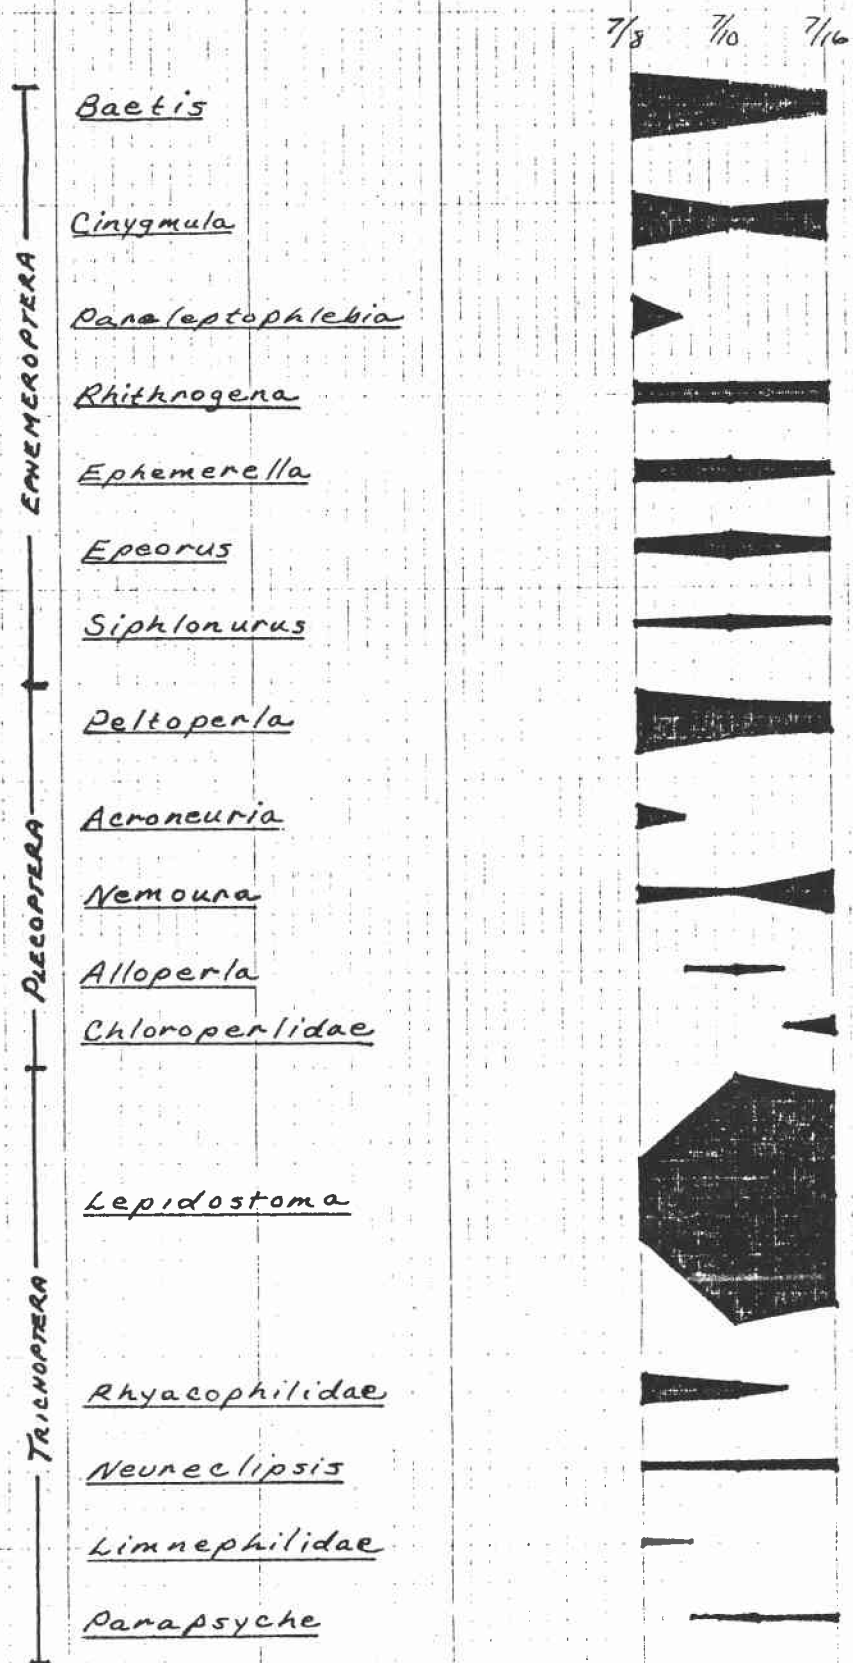 7/8 7/10 7/16
EPHEMEROPTERA
Baetis
Cinygmula
Paraleptophlebia
Rhithrogena
Ephemerella
Epeorus
Siphlonurus
PLECOPTERA
Peltoperla
Acroneuria
Nemoura
Alloperla
Chloroperlidae
TRICHOPTERA
Lepidostoma
Rhyacophilidae
Neureclipsis
Limnephilidae
Parapsyche